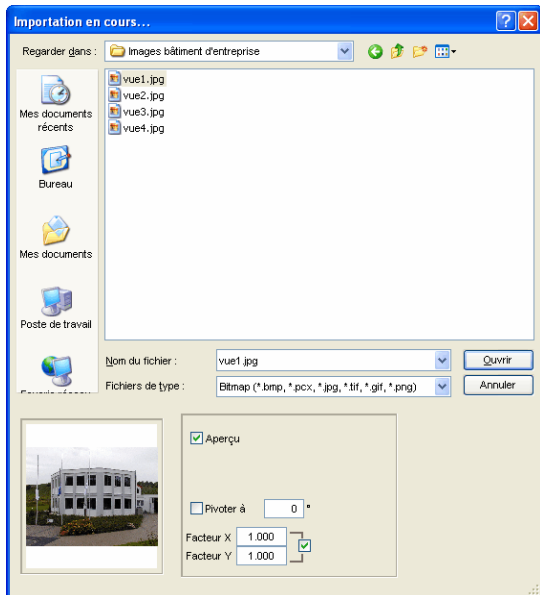 Importation en cours...
Regarder dans :
Images bâtiment d'entreprise
vue1.jpg
vue2.jpg
vue3.jpg
vue4.jpg
Mes documents
récents
Bureau
Mes documents
Poste de travail
Favoris réseau
Nom du fichier :
vue1.jpg
Ouvrir
Fichiers de type :
Bitmap (*.bmp, *.pcx, *.jpg, *.tif, *.gif, *.png)
Annuler
Aperçu
Pivoter à 0 °
Facteur X 1.000
Facteur Y 1.000